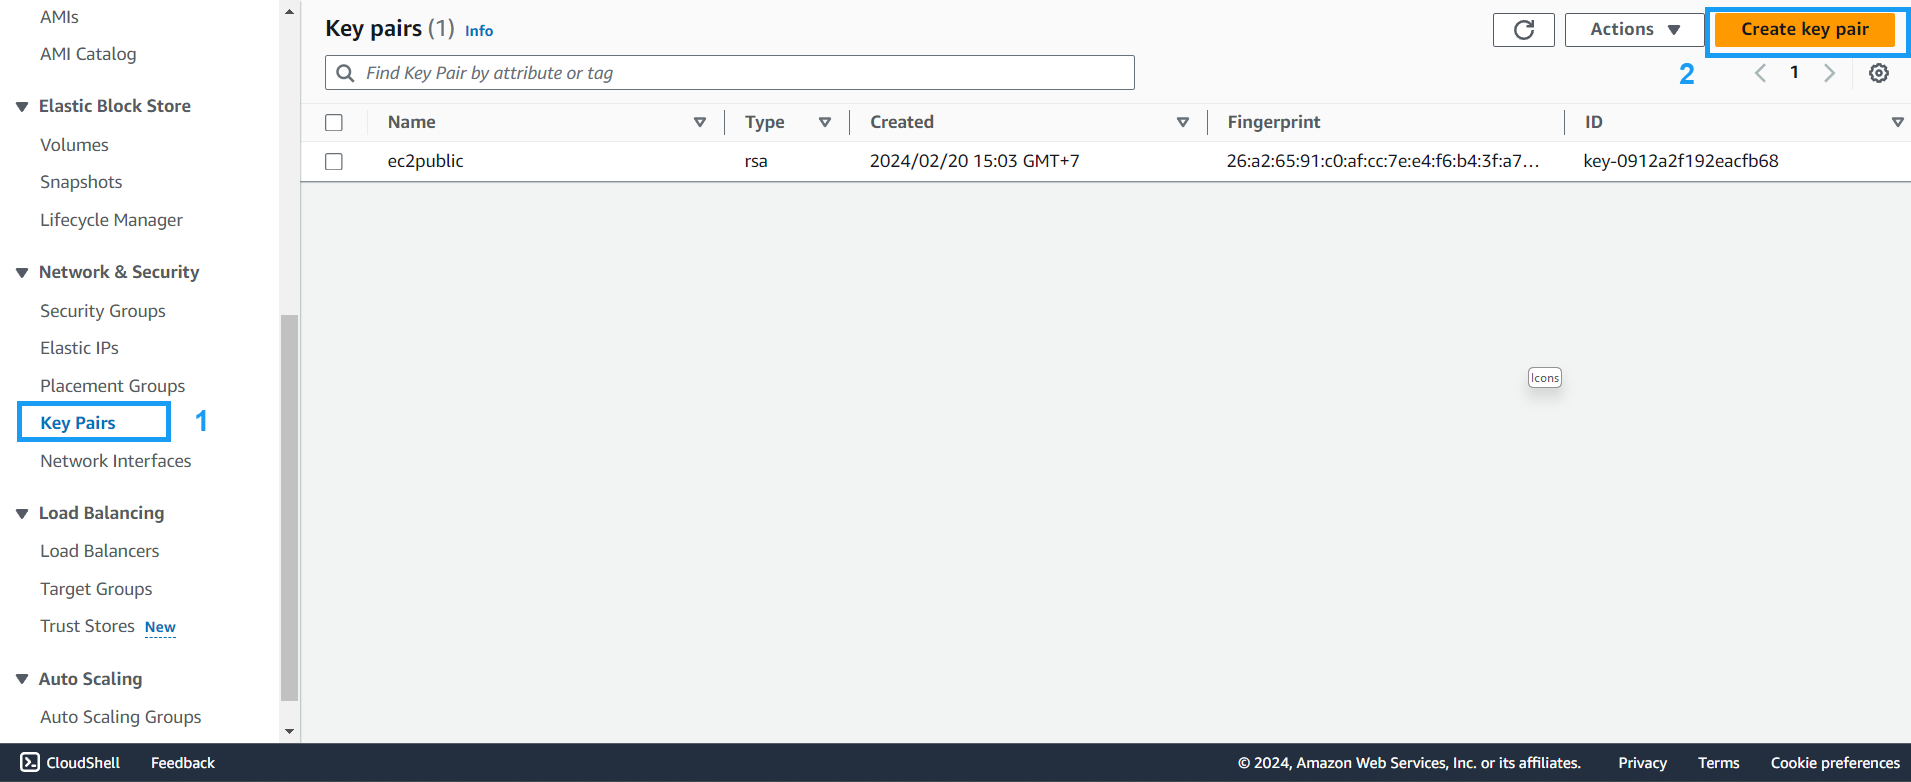 AMIs
AMI Catalog
Elastic Block Store
Volumes
Snapshots
Lifecycle Manager
Network & Security
Security Groups
Elastic IPs
Placement Groups
Key Pairs 1
Network Interfaces
Load Balancing
Load Balancers
Target Groups
Trust Stores New
Auto Scaling
Auto Scaling Groups
Key pairs (1) Info
Actions
Create key pair
Find Key Pair by attribute or tag
2
1
Name Type Created Fingerprint ID
ec2public rsa 2024/02/20 15:03 GMT+7 26:a2:65:91:c0:af:cc:7e:e4:f6:b4:3f:a7... key-0912a2f192eacfb68
Icons
CloudShell Feedback © 2024, Amazon Web Services, Inc. or its affiliates. Privacy Terms Cookie preferences